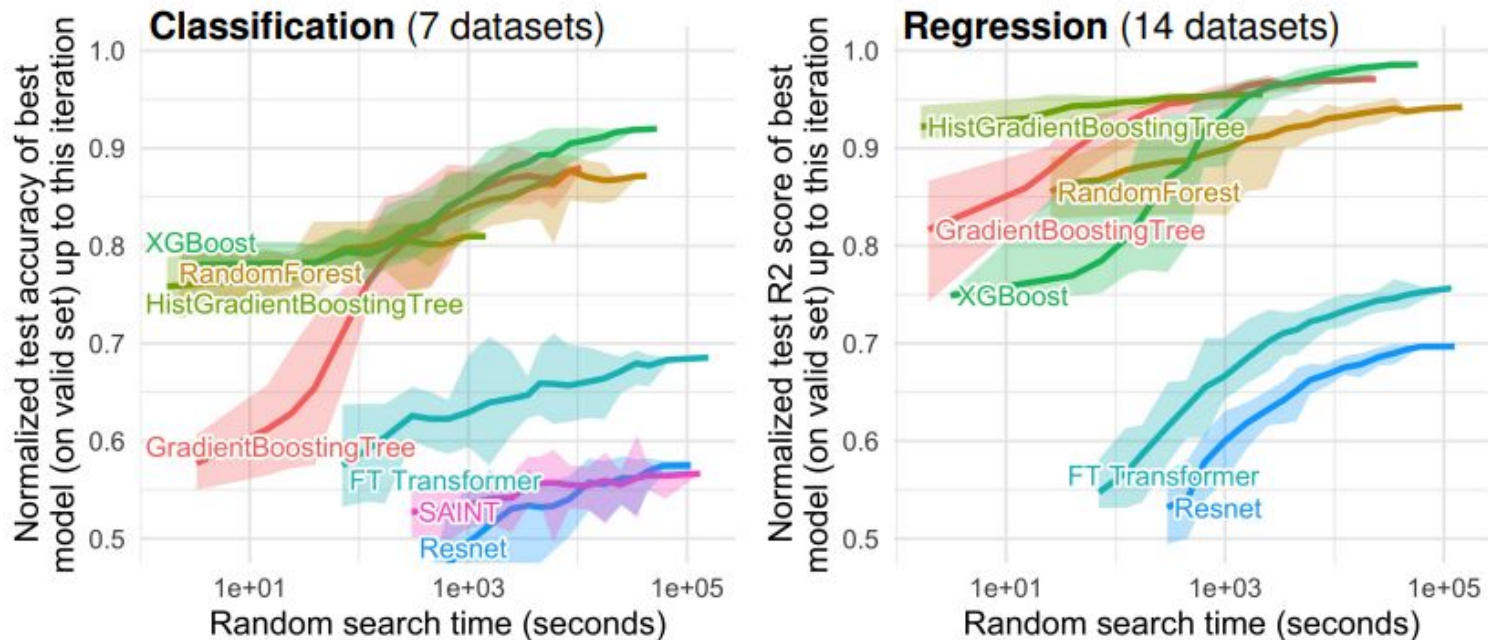 Classification (7 datasets)
Normalized test accuracy of best
model (on valid set) up to this iteration
1.0
0.9
0.8
0.7
0.6
0.5
XGBoost
RandomForest
HistGradientBoostingTree
GradientBoostingTree
FT Transformer
SAINT
Resnet
1e+01
1e+03
1e+05
Random search time (seconds)
Regression (14 datasets)
Normalized test R2 score of best
model (on valid set) up to this iteration
1.0
0.9
0.8
0.7
0.6
0.5
HistGradientBoostingTree
RandomForest
GradientBoostingTree
XGBoost
FT Transformer
Resnet
1e+01
1e+03
1e+05
Random search time (seconds)